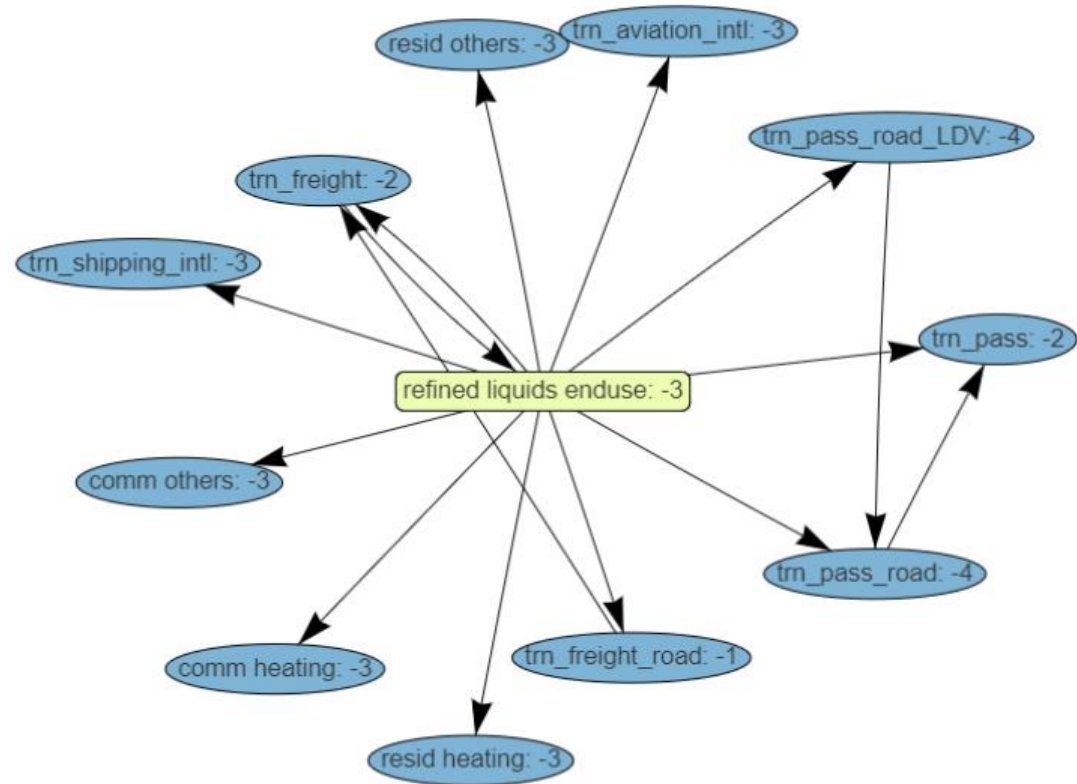 resid others: -3
trn_aviation_intl: -3
trn_pass_road_LDV: -4
trn_freight: -2
trn_shipping_intl: -3
trn_pass: -2
refined liquids enduse: -3
comm others: -3
trn_pass_road: -4
trn_freight_road: -1
comm heating: -3
resid heating: -3